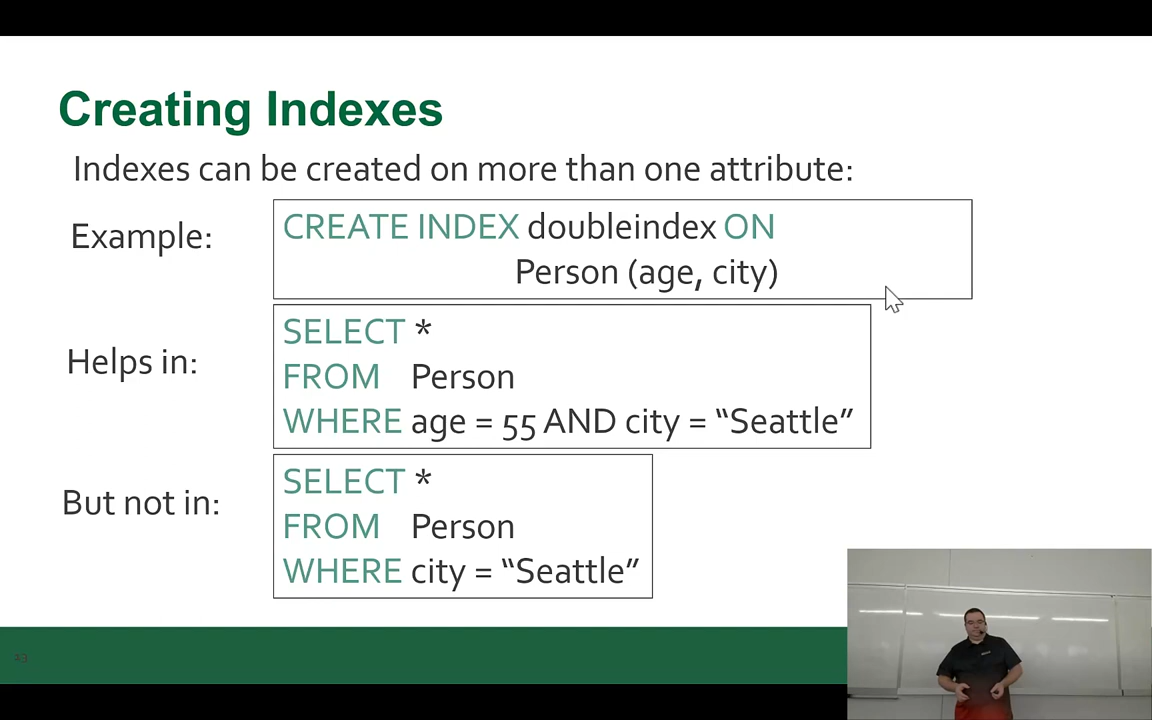 Creating Indexes
Indexes can be created on more than one attribute:
Example:
CREATE INDEX doubleindex ON
Person (age, city)
Helps in:
SELECT *
FROM Person
WHERE age = 55 AND city = “Seattle”
But not in:
SELECT *
FROM Person
WHERE city = “Seattle”